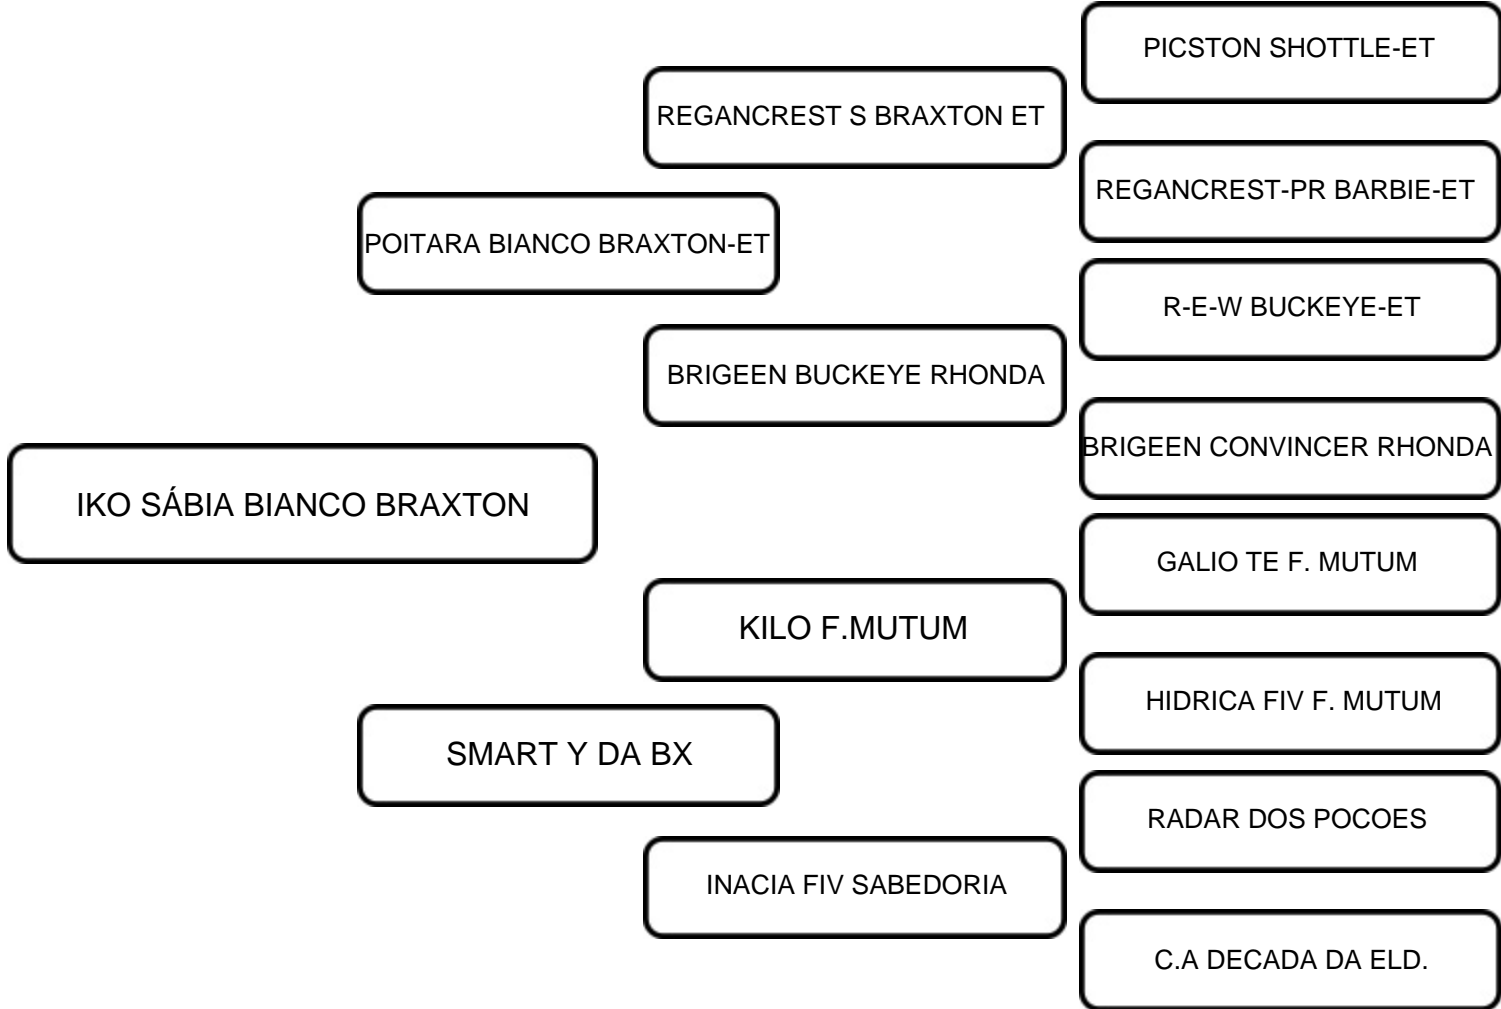 PICSTON SHOTTLE-ET
REGANCREST S BRAXTON ET
REGANCREST-PR BARBIE-ET
POITARA BIANCO BRAXTON-ET
R-E-W BUCKEYE-ET
BRIGEEN BUCKEYE RHONDA
BRIGEEN CONVINCER RHONDA
IKO SÁBIA BIANCO BRAXTON
GALIO TE F. MUTUM
KILO F.MUTUM
HIDRICA FIV F. MUTUM
SMART Y DA BX
RADAR DOS POCOES
INACIA FIV SABEDORIA
C.A DECADA DA ELD.